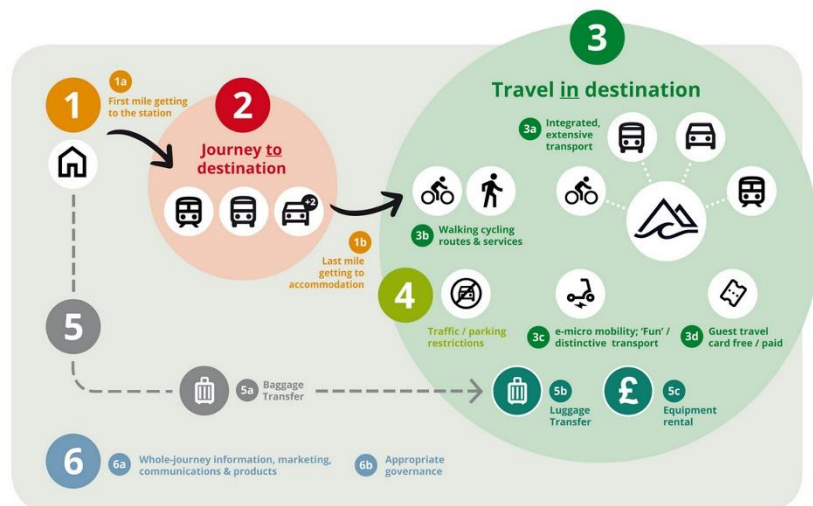 1
1a
First mile getting
to the station
2
Journey to
destination
+2
1b
Last mile
getting to
accommodation
3
Travel in destination
3a
Integrated,
extensive
transport
3b
Walking cycling
routes & services
4
Traffic / parking
restrictions
3c
e-micro mobility; ‘Fun’ /
distinctive transport
3d
Guest travel
card free / paid
5
5a
Baggage
Transfer
5b
Luggage
Transfer
£
5c
Equipment
rental
6
6a
Whole-journey information, marketing,
communications & products
6b
Appropriate
governance